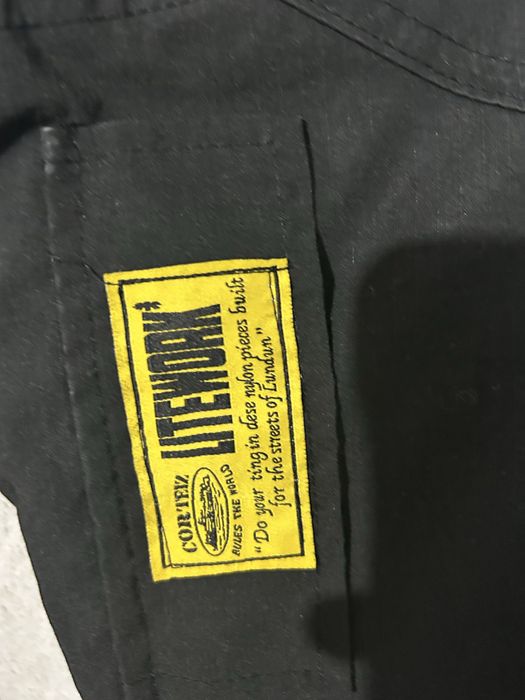 CORTEIZ
RULES THE WORLD
LITEWORK
"Do your ting in dese nylon pieces built
for the streets of Lundun"